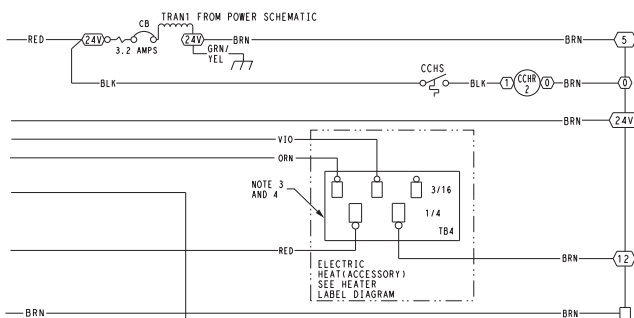 TRAN1 FROM POWER SCHEMATIC
CB
RED
24V
24V
BRN
BRN
5
3.2 AMPS
GRN/
YEL
CCHS
BLK
BLK
1
CCHR
2
0
BRN
0
BRN
24V
VIO
ORN
NOTE 3
AND 4
3/16
1/4
TB4
RED
BRN
12
ELECTRIC
HEAT(ACCESSORY)
SEE HEATER
LABEL DIAGRAM
BRN
BRN